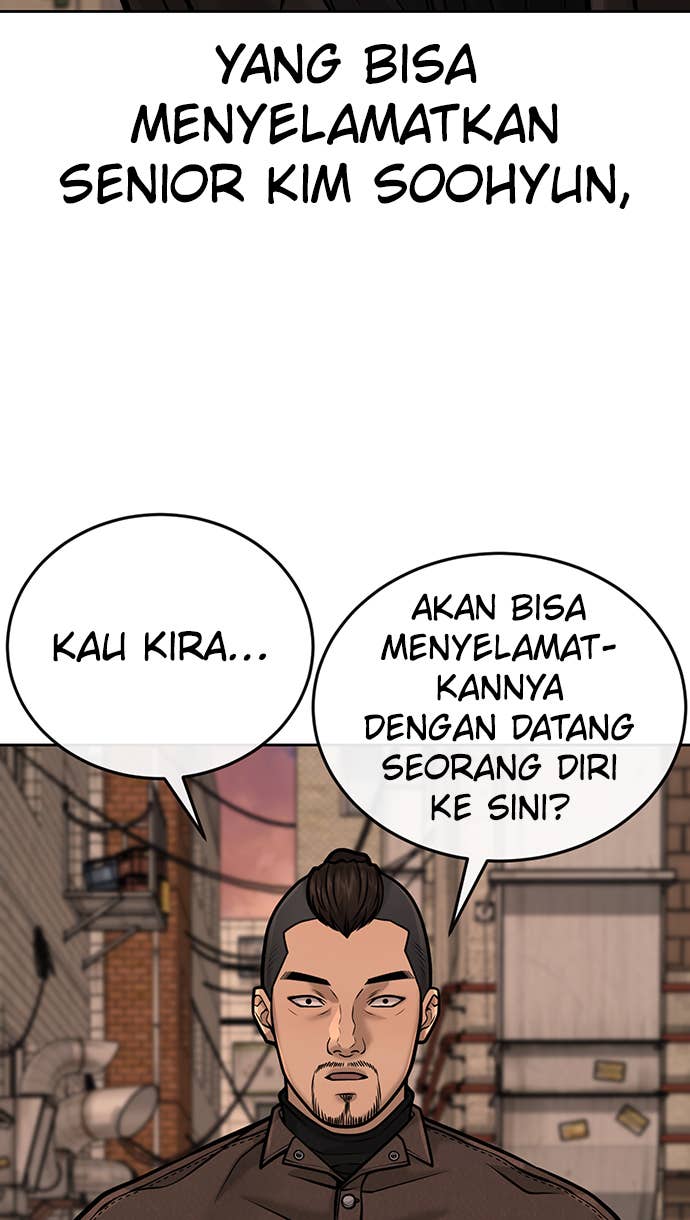 YANG BISA
MENYELAMATKAN
SENIOR KIM SOOHYUN,
KAU KIRA...
AKAN BISA
MENYELAMAT-
KANNYA
DENGAN DATANG
SEORANG DIRI
KE SINI?